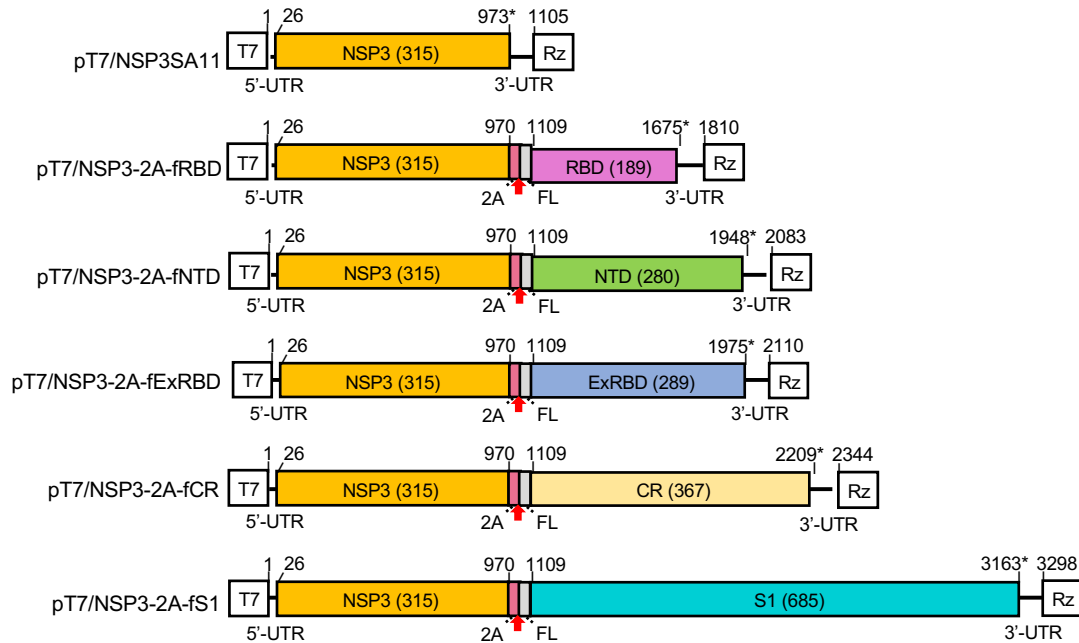 1 26 973* 1105
pT7/NSP3SA11 T7 NSP3 (315) Rz
5’-UTR 3’-UTR
1 26 970 1109 1675* 1810
pT7/NSP3-2A-fRBD T7 NSP3 (315) RBD (189) Rz
5’-UTR 2A FL 3’-UTR
1 26 970 1109 1948* 2083
pT7/NSP3-2A-fNTD T7 NSP3 (315) NTD (280) Rz
5’-UTR 2A FL 3’-UTR
1 26 970 1109 1975* 2110
pT7/NSP3-2A-fExRBD T7 NSP3 (315) ExRBD (289) Rz
5’-UTR 2A FL 3’-UTR
1 26 970 1109 2209* 2344
pT7/NSP3-2A-fCR T7 NSP3 (315) CR (367) Rz
5’-UTR 2A FL 3’-UTR
1 26 970 1109 3163* 3298
pT7/NSP3-2A-fS1 T7 NSP3 (315) S1 (685) Rz
5’-UTR 2A FL 3’-UTR